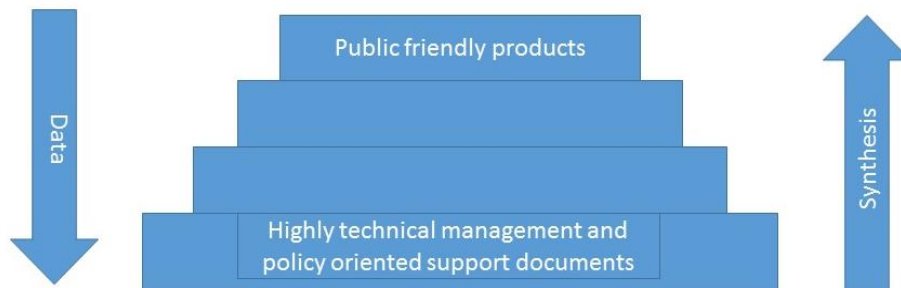 Public friendly products
Data
Synthesis
Highly technical management and
policy oriented support documents